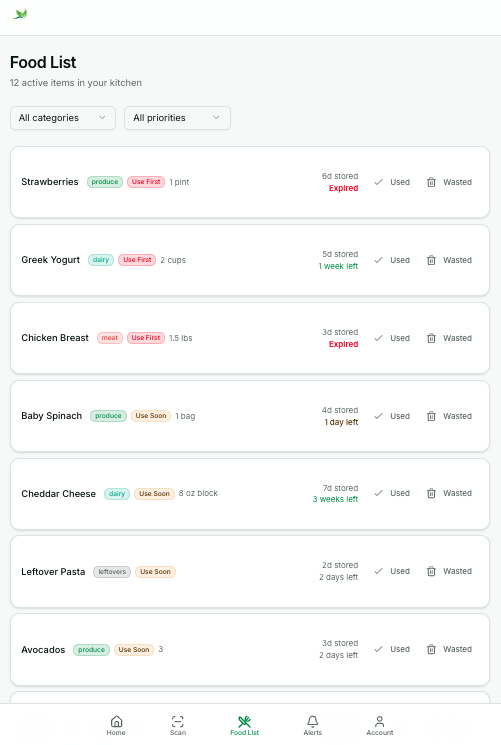 Food List
12 active items in your kitchen
All categories All priorities
Strawberries produce Use First 1 pint 6d stored Expired Used Wasted
Greek Yogurt dairy Use First 2 cups 5d stored 1 week left Used Wasted
Chicken Breast meat Use First 1.5 lbs 3d stored Expired Used Wasted
Baby Spinach produce Use Soon 1 bag 4d stored 1 day left Used Wasted
Cheddar Cheese dairy Use Soon 8 oz block 7d stored 3 weeks left Used Wasted
Leftover Pasta leftovers Use Soon 2d stored 2 days left Used Wasted
Avocados produce Use Soon 3 3d stored 2 days left Used Wasted
Home Scan Food List Alerts Account